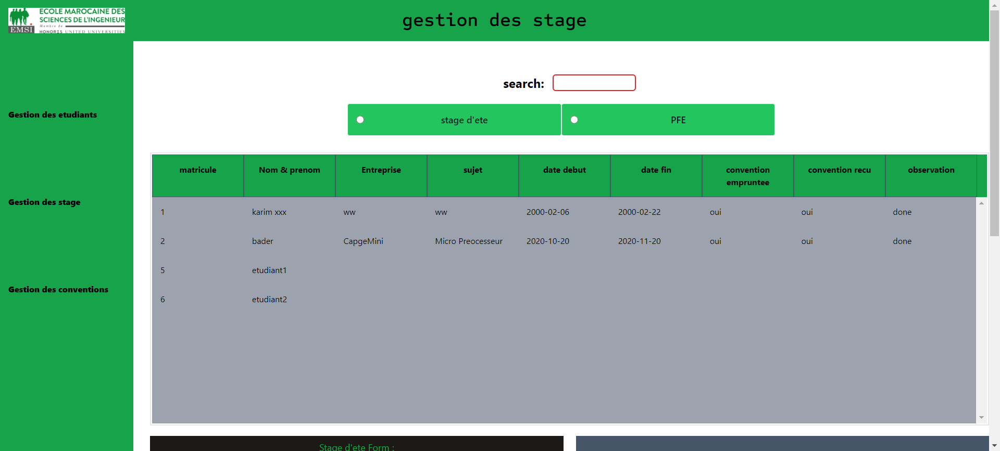 ECOLE MAROCAINE DES
SCIENCES DE L'INGENIEUR
Membre de
HONORIS UNITED UNIVERSITIES
EMSI
gestion des stage
Gestion des etudiants
Gestion des stage
Gestion des conventions
search:
stage d'ete PFE
matricule Nom & prenom Entreprise sujet date debut date fin convention empruntee convention recu observation
1 karim xxx ww ww 2000-02-06 2000-02-22 oui oui done
2 bader CapgeMini Micro Preocesseur 2020-10-20 2020-11-20 oui oui done
5 etudiant1
6 etudiant2
Stage d'ete Form :